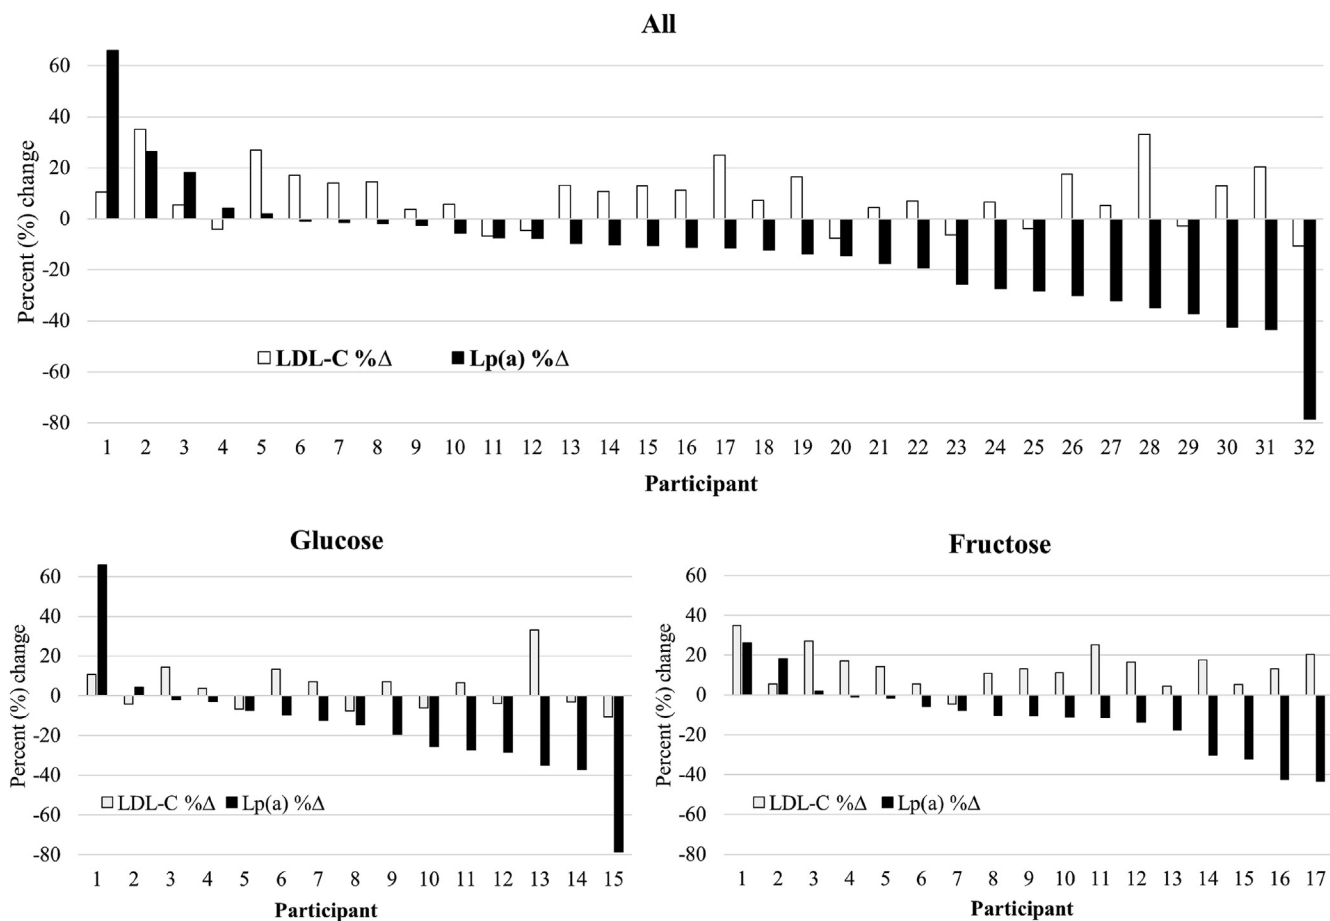 All
Percent (%) change
60
40
20
0
-20
-40
-60
-80
LDL-C %Δ Lp(a) %Δ
1 2 3 4 5 6 7 8 9 10 11 12 13 14 15 16 17 18 19 20 21 22 23 24 25 26 27 28 29 30 31 32
Participant
Glucose
Percent (%) change
60
40
20
0
-20
-40
-60
-80
LDL-C %Δ Lp(a) %Δ
1 2 3 4 5 6 7 8 9 10 11 12 13 14 15
Participant
Fructose
Percent (%) change
60
40
20
0
-20
-40
-60
-80
LDL-C %Δ Lp(a) %Δ
1 2 3 4 5 6 7 8 9 10 11 12 13 14 15 16 17
Participant